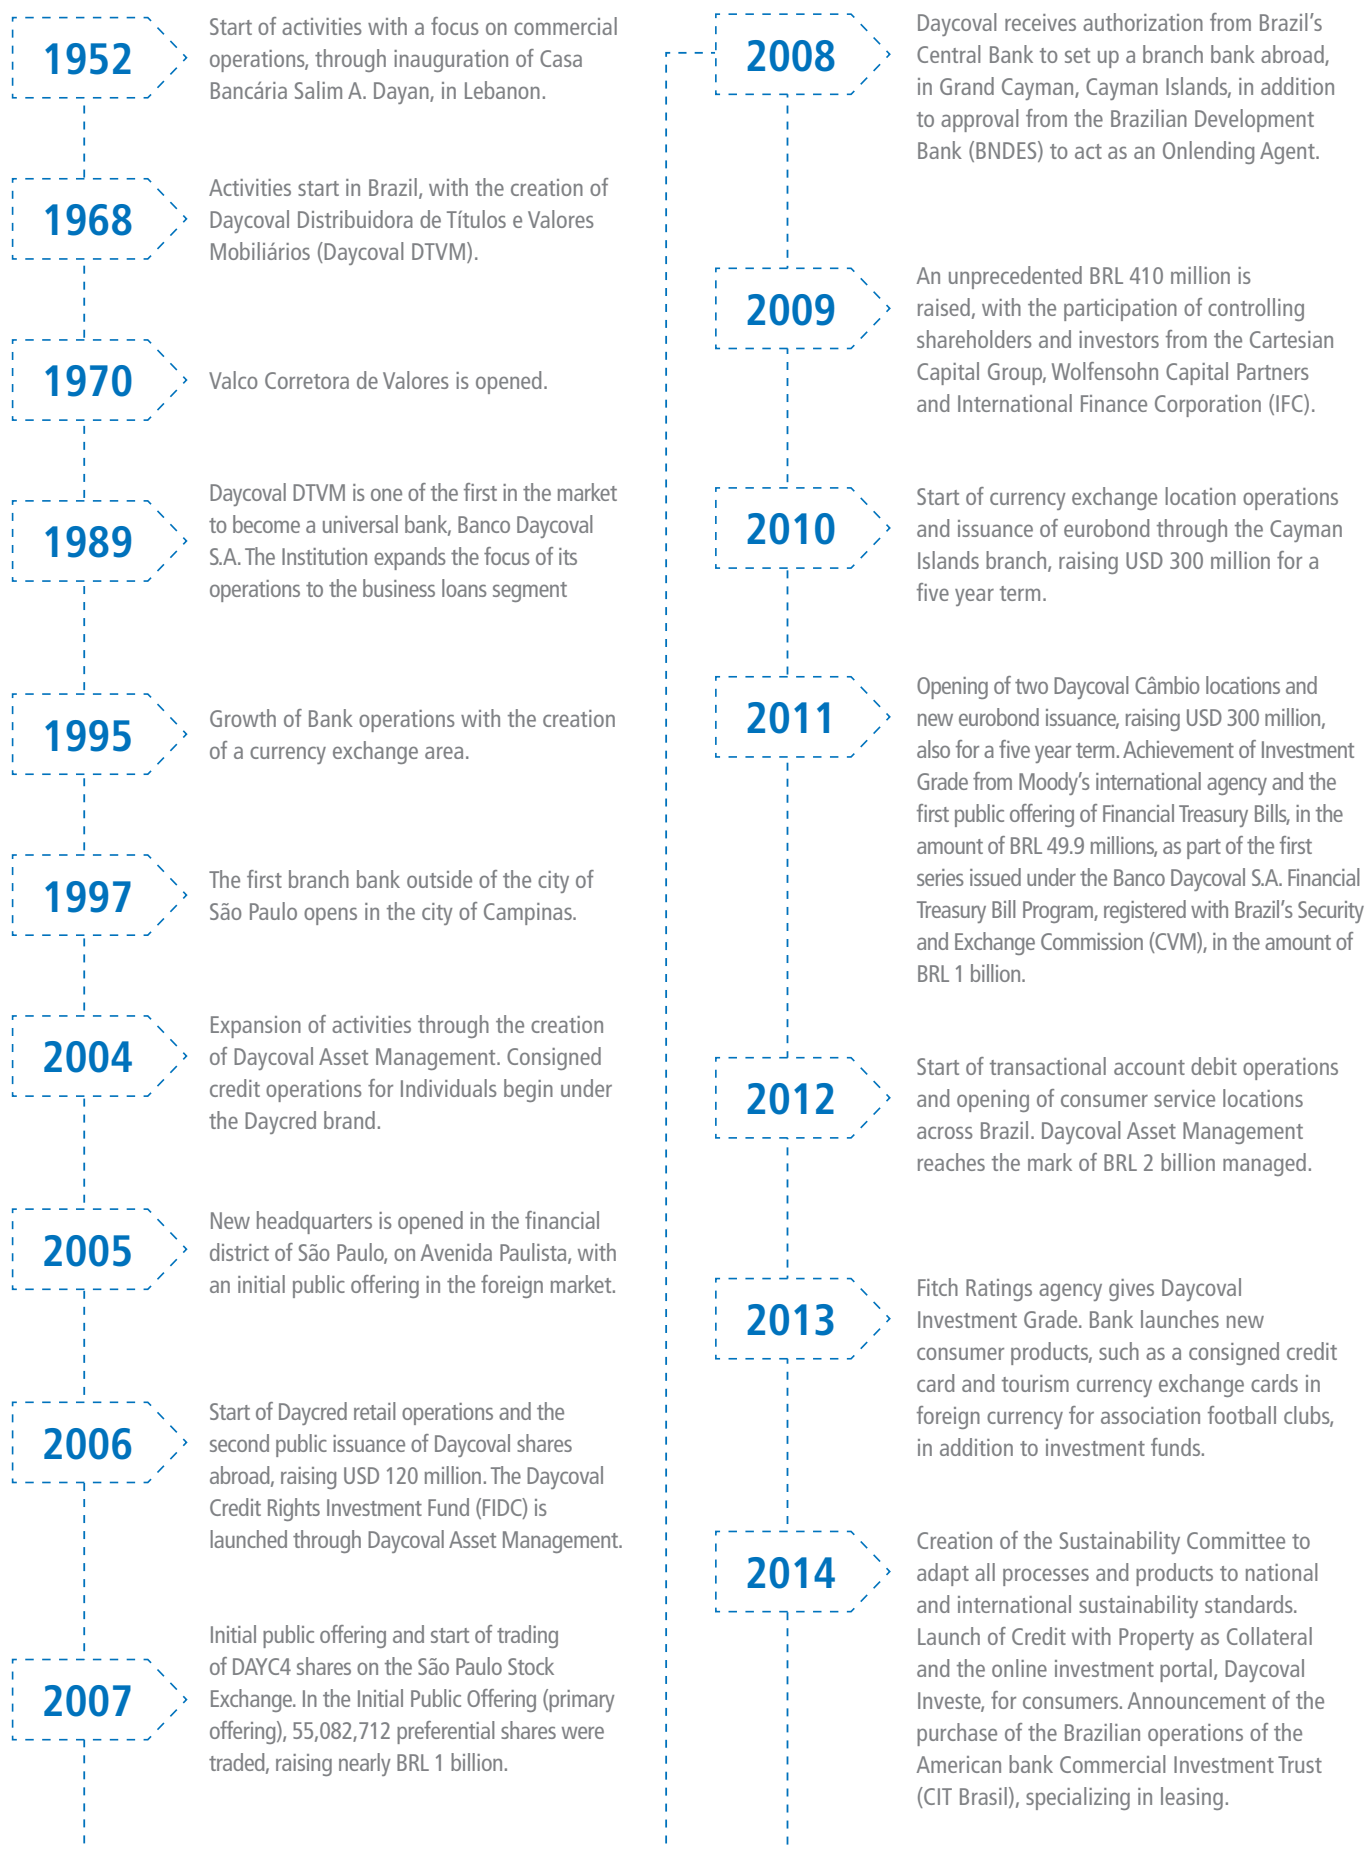 1952
Start of activities with a focus on commercial
operations, through inauguration of Casa
Bancária Salim A. Dayan, in Lebanon.
1968
Activities start in Brazil, with the creation of
Daycoval Distribuidora de Títulos e Valores
Mobiliários (Daycoval DTVM).
1970
Valco Corretora de Valores is opened.
1989
Daycoval DTVM is one of the first in the market
to become a universal bank, Banco Daycoval
S.A. The Institution expands the focus of its
operations to the business loans segment
1995
Growth of Bank operations with the creation
of a currency exchange area.
1997
The first branch bank outside of the city of
São Paulo opens in the city of Campinas.
2004
Expansion of activities through the creation
of Daycoval Asset Management. Consigned
credit operations for Individuals begin under
the Daycred brand.
2005
New headquarters is opened in the financial
district of São Paulo, on Avenida Paulista, with
an initial public offering in the foreign market.
2006
Start of Daycred retail operations and the
second public issuance of Daycoval shares
abroad, raising USD 120 million. The Daycoval
Credit Rights Investment Fund (FIDC) is
launched through Daycoval Asset Management.
2007
Initial public offering and start of trading
of DAYC4 shares on the São Paulo Stock
Exchange. In the Initial Public Offering (primary
offering), 55,082,712 preferential shares were
traded, raising nearly BRL 1 billion.
2008
Daycoval receives authorization from Brazil's
Central Bank to set up a branch bank abroad,
in Grand Cayman, Cayman Islands, in addition
to approval from the Brazilian Development
Bank (BNDES) to act as an Onlending Agent.
2009
An unprecedented BRL 410 million is
raised, with the participation of controlling
shareholders and investors from the Cartesian
Capital Group, Wolfensohn Capital Partners
and International Finance Corporation (IFC).
2010
Start of currency exchange location operations
and issuance of eurobond through the Cayman
Islands branch, raising USD 300 million for a
five year term.
2011
Opening of two Daycoval Câmbio locations and
new eurobond issuance, raising USD 300 million,
also for a five year term. Achievement of Investment
Grade from Moody's international agency and the
first public offering of Financial Treasury Bills, in the
amount of BRL 49.9 millions, as part of the first
series issued under the Banco Daycoval S.A. Financial
Treasury Bill Program, registered with Brazil's Security
and Exchange Commission (CVM), in the amount of
BRL 1 billion.
2012
Start of transactional account debit operations
and opening of consumer service locations
across Brazil. Daycoval Asset Management
reaches the mark of BRL 2 billion managed.
2013
Fitch Ratings agency gives Daycoval
Investment Grade. Bank launches new
consumer products, such as a consigned credit
card and tourism currency exchange cards in
foreign currency for association football clubs,
in addition to investment funds.
2014
Creation of the Sustainability Committee to
adapt all processes and products to national
and international sustainability standards.
Launch of Credit with Property as Collateral
and the online investment portal, Daycoval
Investe, for consumers. Announcement of the
purchase of the Brazilian operations of the
American bank Commercial Investment Trust
(CIT Brasil), specializing in leasing.